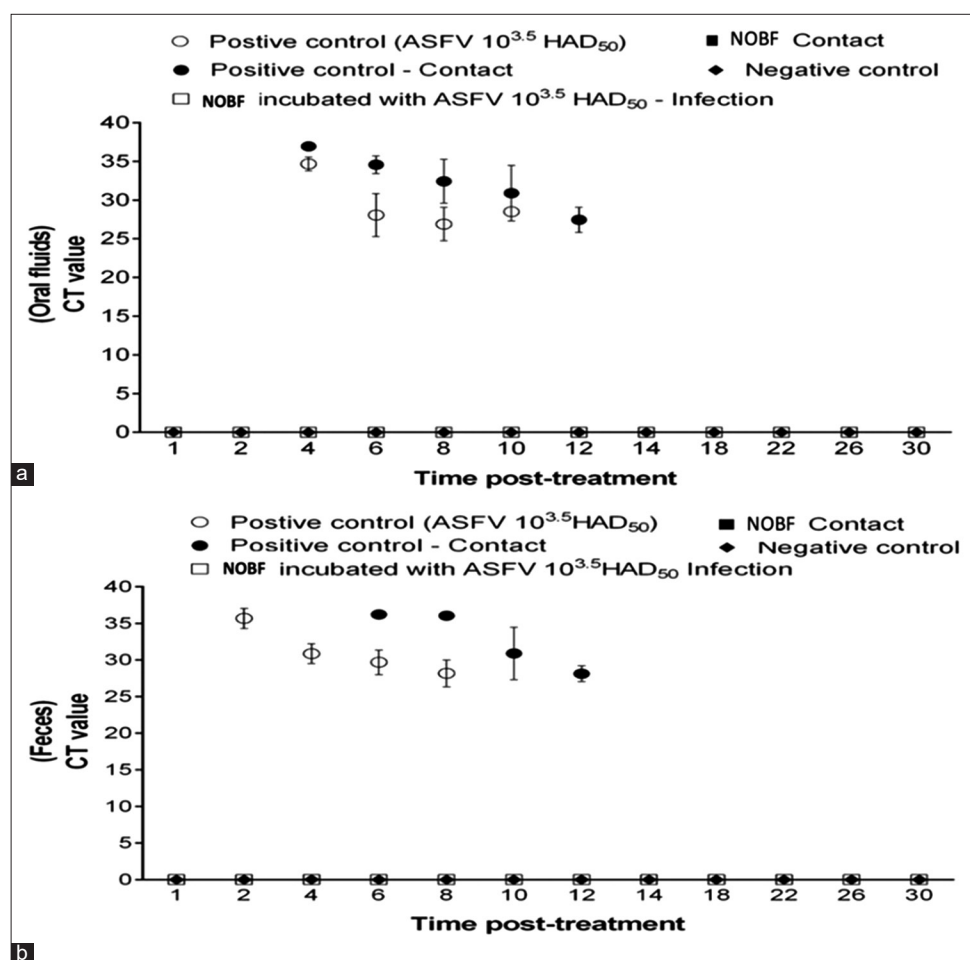 Postive control (ASFV 10^3.5 HAD50)
NOBF Contact
Positive control - Contact
Negative control
NOBF incubated with ASFV 10^3.5 HAD50 - Infection
40
35
30
25
20
15
10
5
0
(Oral fluids)
CT value
1 2 4 6 8 10 12 14 18 22 26 30
Time post-treatment
a
Postive control (ASFV 10^3.5HAD50)
NOBF Contact
Positive control - Contact
Negative control
NOBF incubated with ASFV 10^3.5HAD50 Infection
40
35
30
25
20
15
10
5
0
(Feces)
CT value
1 2 4 6 8 10 12 14 18 22 26 30
Time post-treatment
b